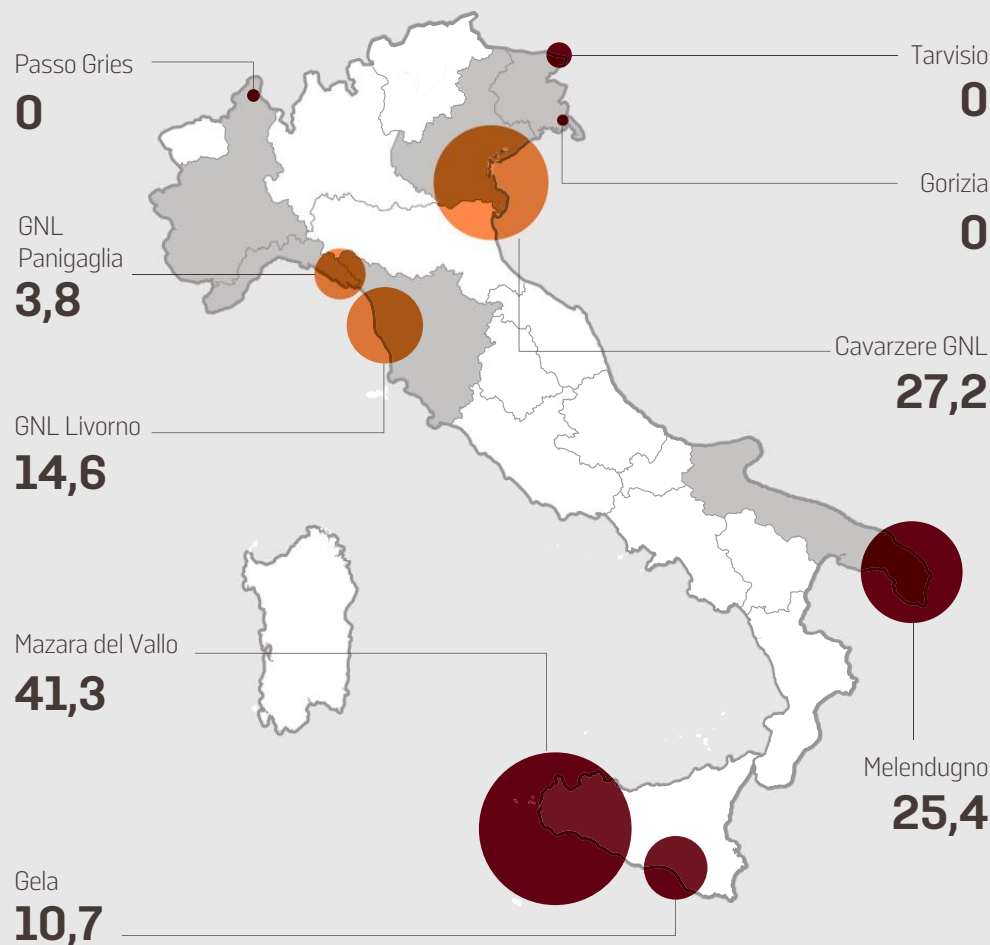 Passo Gries
0
GNL
Panigaglia
3,8
GNL Livorno
14,6
Mazara del Vallo
41,3
Gela
10,7
Tarvisio
0
Gorizia
0
Cavarzere GNL
27,2
Melendugno
25,4